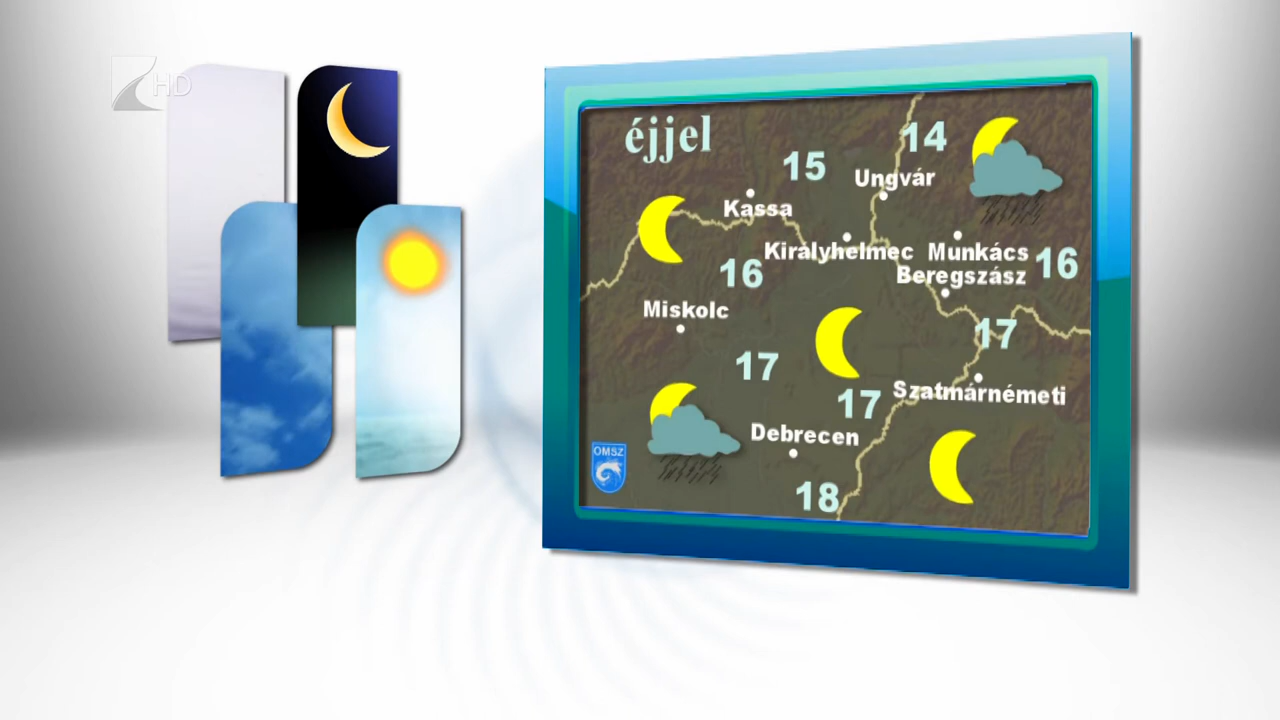 HD
éjjel
14
15
Ungvár
Kassa
Királyhelmec
Munkács
16
16
Beregszász
Miskolc
17
17
Szatmárnémeti
17
Debrecen
OMSZ
18